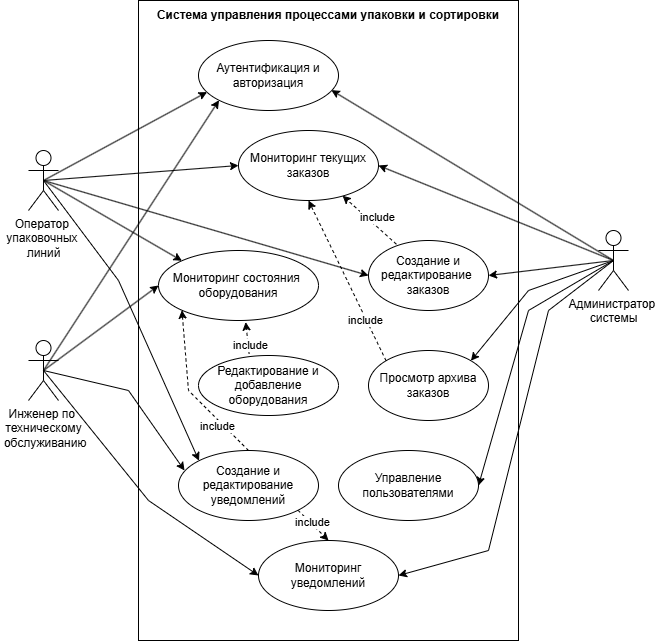 Система управления процессами упаковки и сортировки
Аутентификация и
авторизация
Мониторинг текущих
заказов
include
Оператор
упаковочных
линий
Создание и
редактирование
заказов
Мониторинг состояния
оборудования
Администратор
системы
include
include
Редактирование и
добавление
оборудования
Просмотр архива
заказов
Инженер по
техническому
обслуживанию
include
Создание и
редактирование
уведомлений
Управление
пользователями
include
Мониторинг
уведомлений